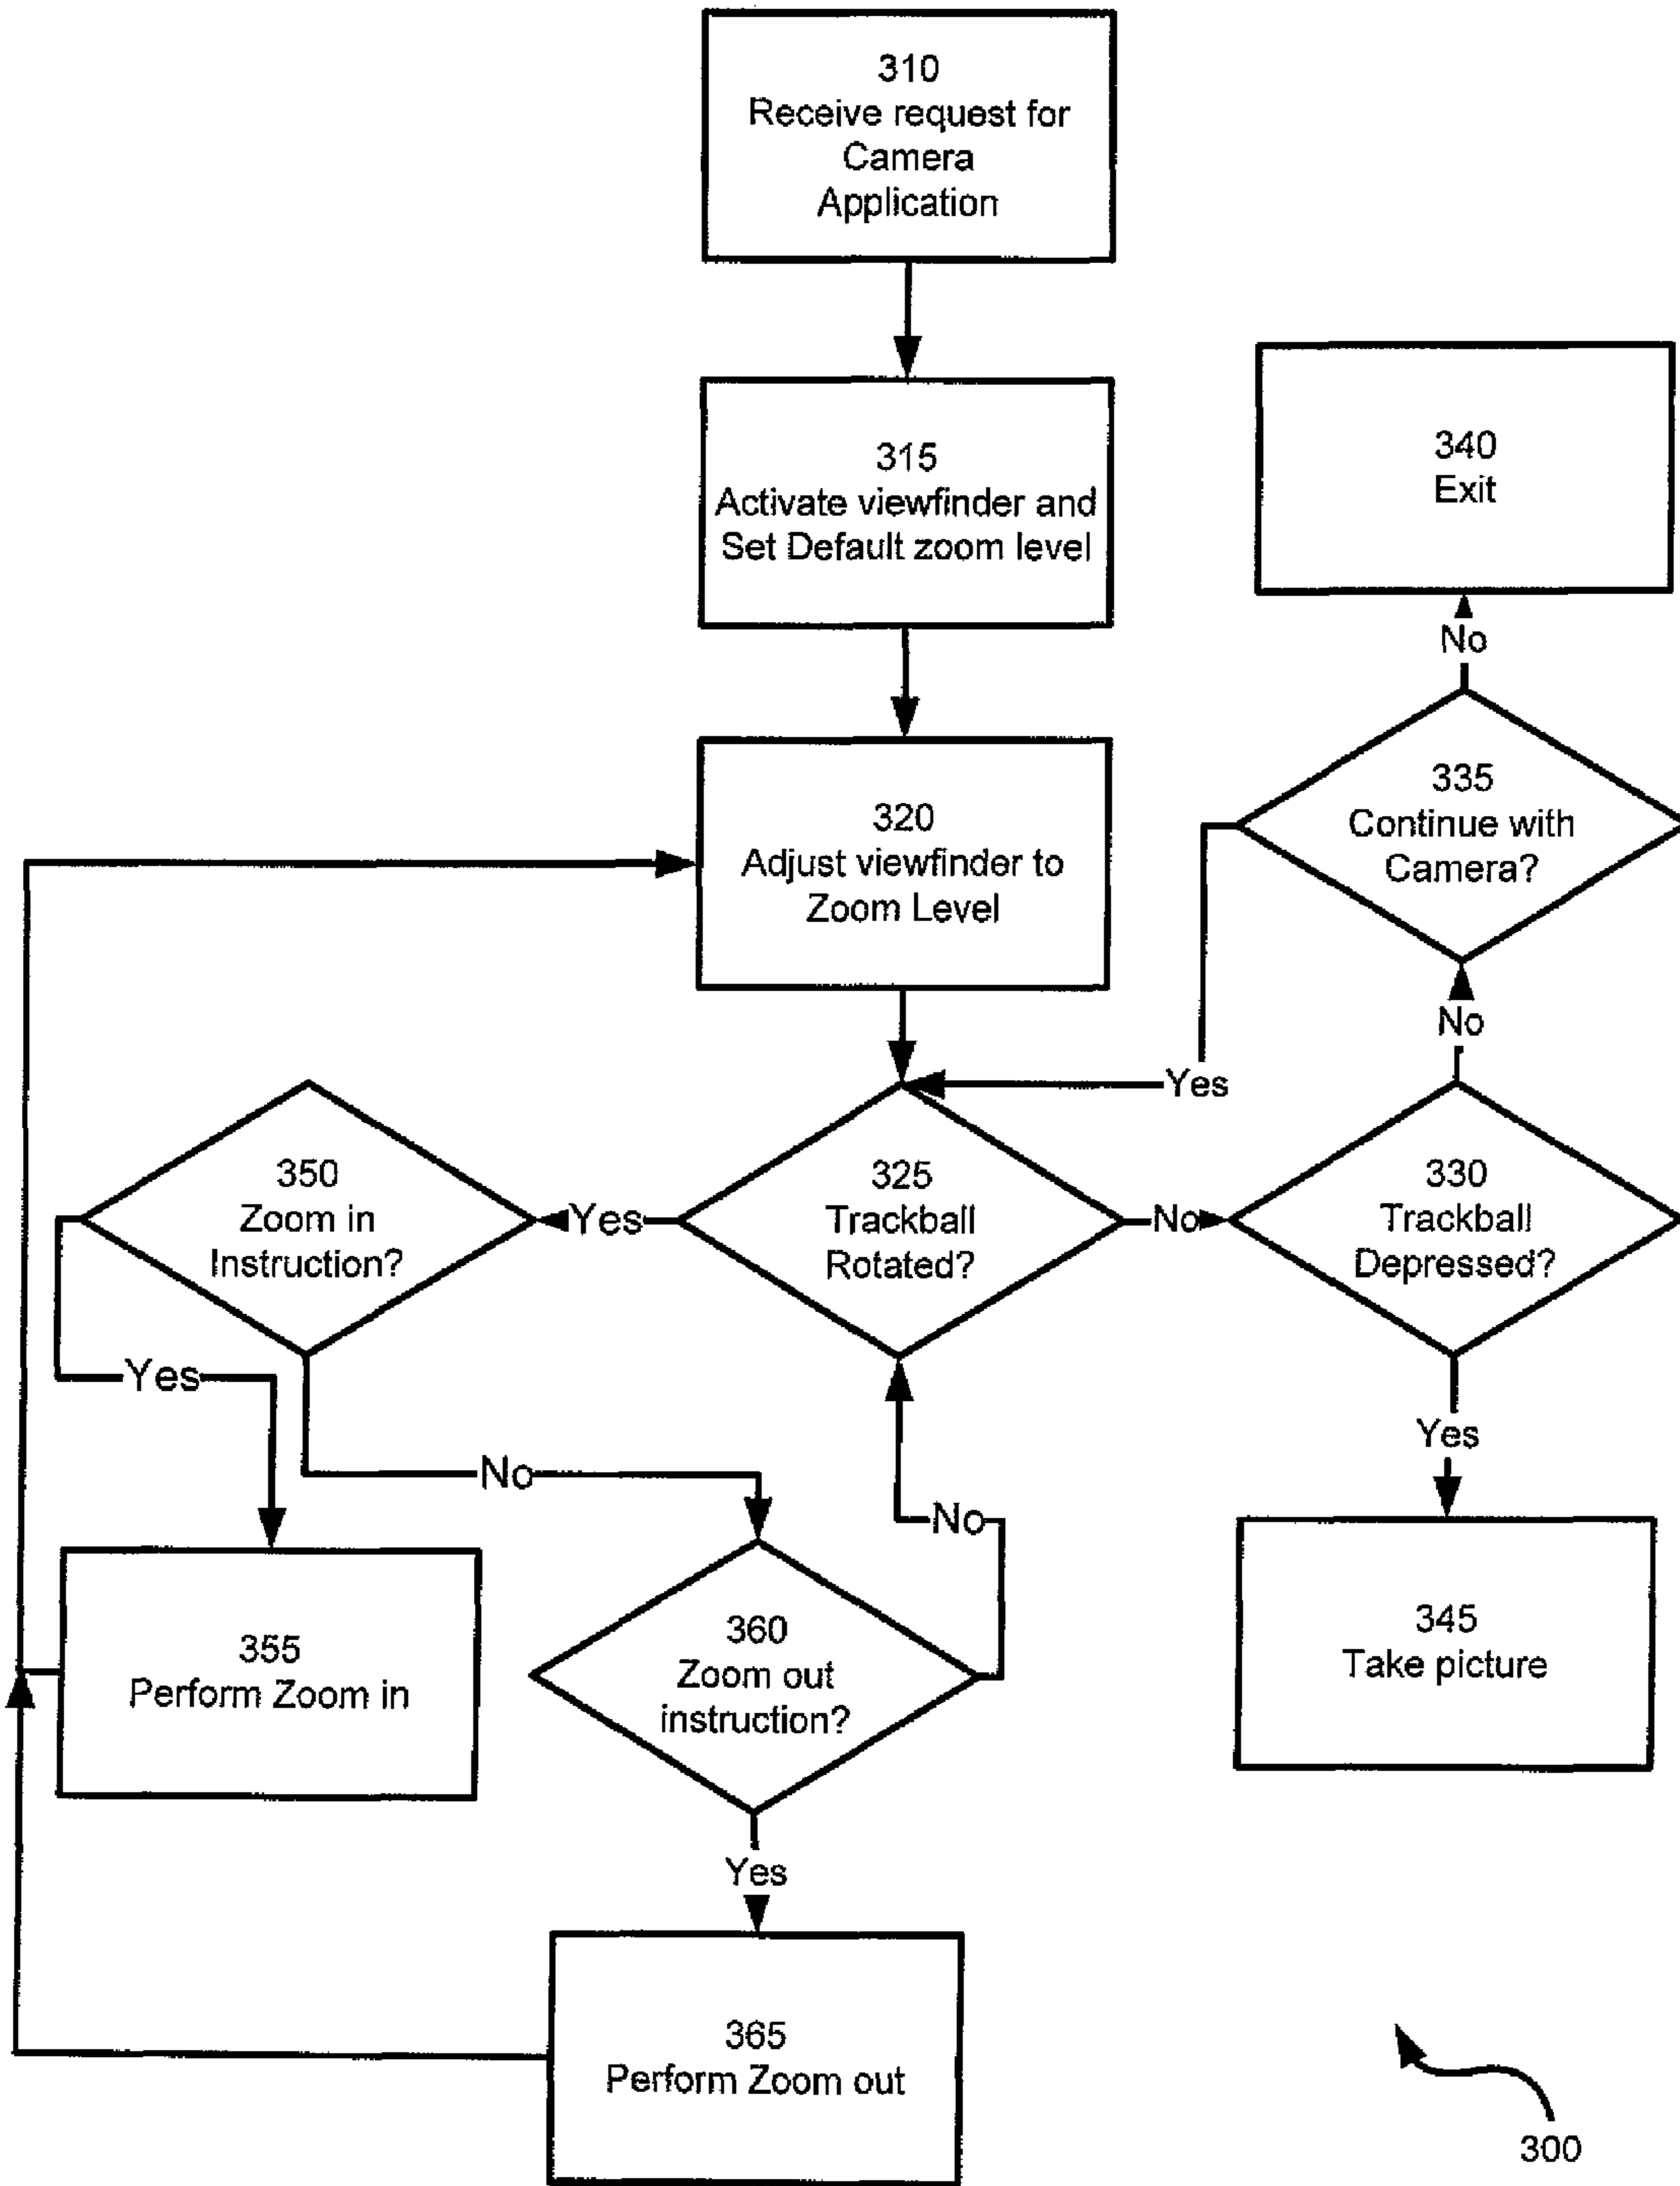 310
Receive request for
Camera
Application
315
Activate viewfinder and
Set Default zoom level
340
Exit
No
320
Adjust viewfinder to
Zoom Level
335
Continue with
Camera?
No
Yes
350
Zoom in
Instruction?
Yes
325
Trackball
Rotated?
No
330
Trackball
Depressed?
Yes
No
No
Yes
355
Perform Zoom in
360
Zoom out
instruction?
345
Take picture
Yes
365
Perform Zoom out
300